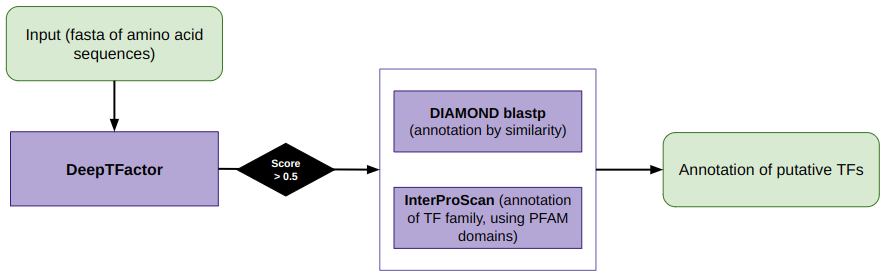 Input (fasta of amino acid
sequences)
DeepTFactor
Score
> 0.5
DIAMOND blastp
(annotation by similarity)
InterProScan (annotation
of TF family, using PFAM
domains)
Annotation of putative TFs